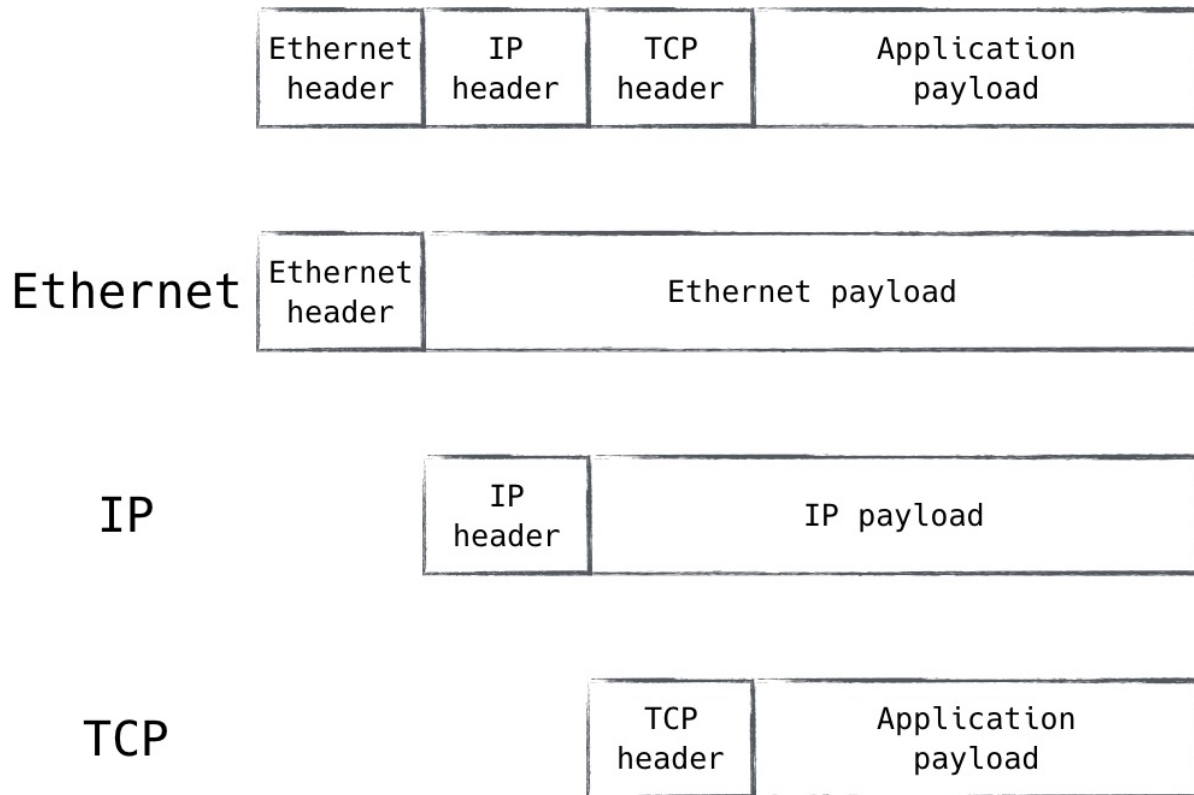 Ethernet header
IP header
TCP header
Application payload
Ethernet
Ethernet header
Ethernet payload
IP
IP header
IP payload
TCP
TCP header
Application payload